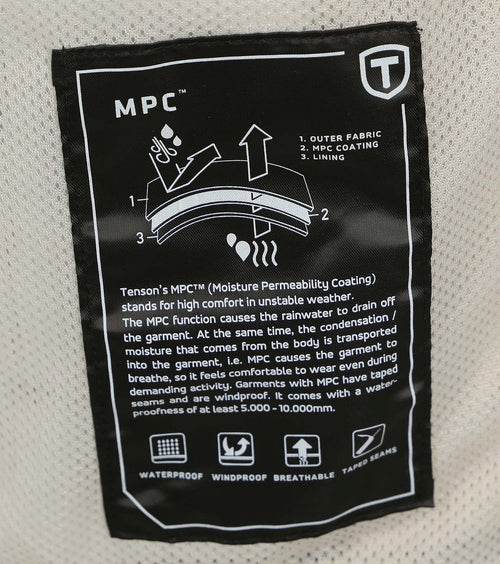 T
MPC™
1. OUTER FABRIC
2. MPC COATING
3. LINING
1
2
3
Tenson's MPC™ (Moisture Permeability Coating)
stands for high comfort in unstable weather.
The MPC function causes the rainwater to drain off
the garment. At the same time, the condensation /
moisture that comes from the body is transported
into the garment, i.e. MPC causes the garment to
breathe, so it feels comfortable to wear even during
demanding activity. Garments with MPC have taped
seams and are windproof. It comes with a water-
proofness of at least 5.000 - 10.000mm.
WATERPROOF WINDPROOF BREATHABLE TAPED SEAMS